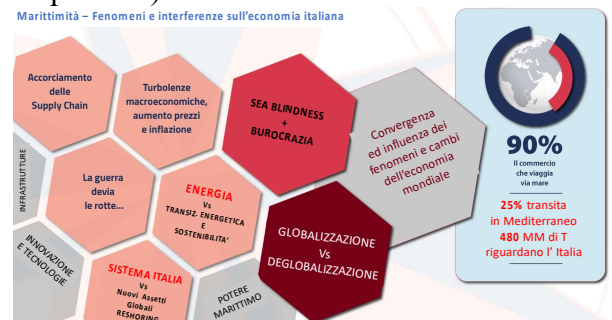 Marittimità – Fenomeni e interferenze sull'economia italiana
Accorciamento
delle
Supply Chain
Turbolenze
macroeconomiche,
aumento prezzi
e inflazione
SEA BLINDNESS
+
BUROCRAZIA
Convergenza
ed influenza dei
fenomeni e cambi
dell'economia
mondiale
INFRASTRUTTURE
La guerra
devia
le rotte...
ENERGIA
Vs
TRANSIZ. ENERGETICA
E
SOSTENIBILITA'
GLOBALIZZAZIONE
Vs
DEGLOBALIZZAZIONE
INNOVAZIONE
E TECNOLOGIE
SISTEMA ITALIA
Vs
Nuovi Assetti
Globali
RESHORING
POTERE
MARITTIMO
90%
Il commercio
che viaggia
via mare
25% transita
in Mediterraneo
480 MM di T
riguardano l' Italia